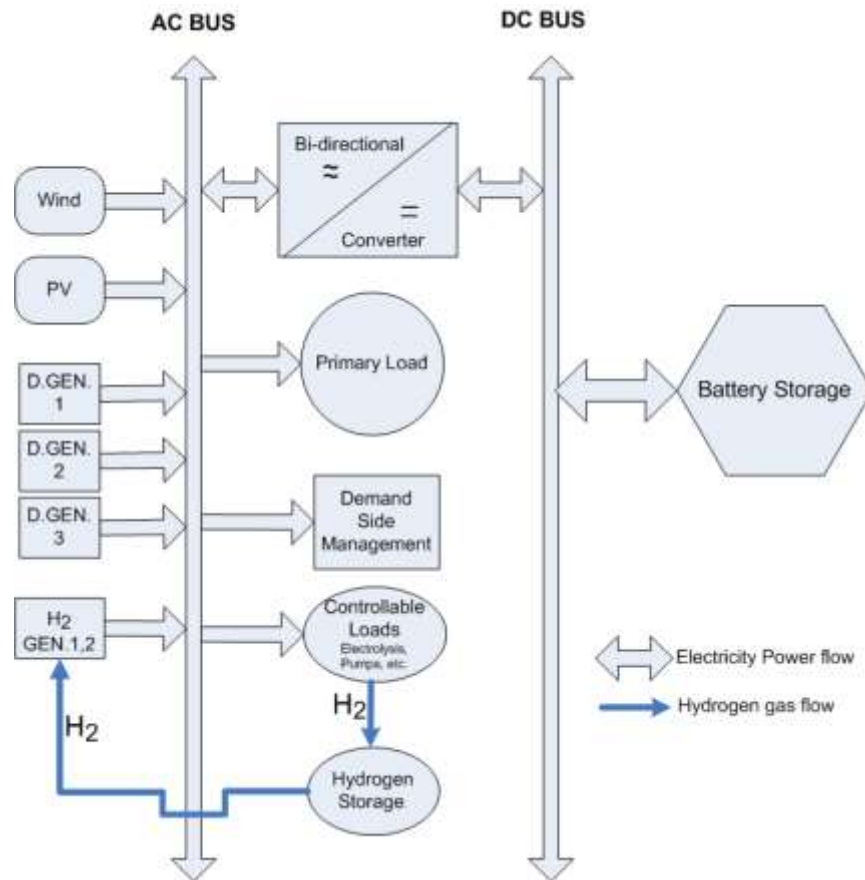 AC BUS
DC BUS
Bi-directional
≈
=
Converter
Wind
PV
Primary Load
D.GEN.
1
D.GEN.
2
D.GEN.
3
Battery Storage
Demand
Side
Management
H2
GEN.1,2
Controllable
Loads
Electrolysis,
Pumps, etc.
H2
H2
Hydrogen
Storage
Electricity Power flow
Hydrogen gas flow